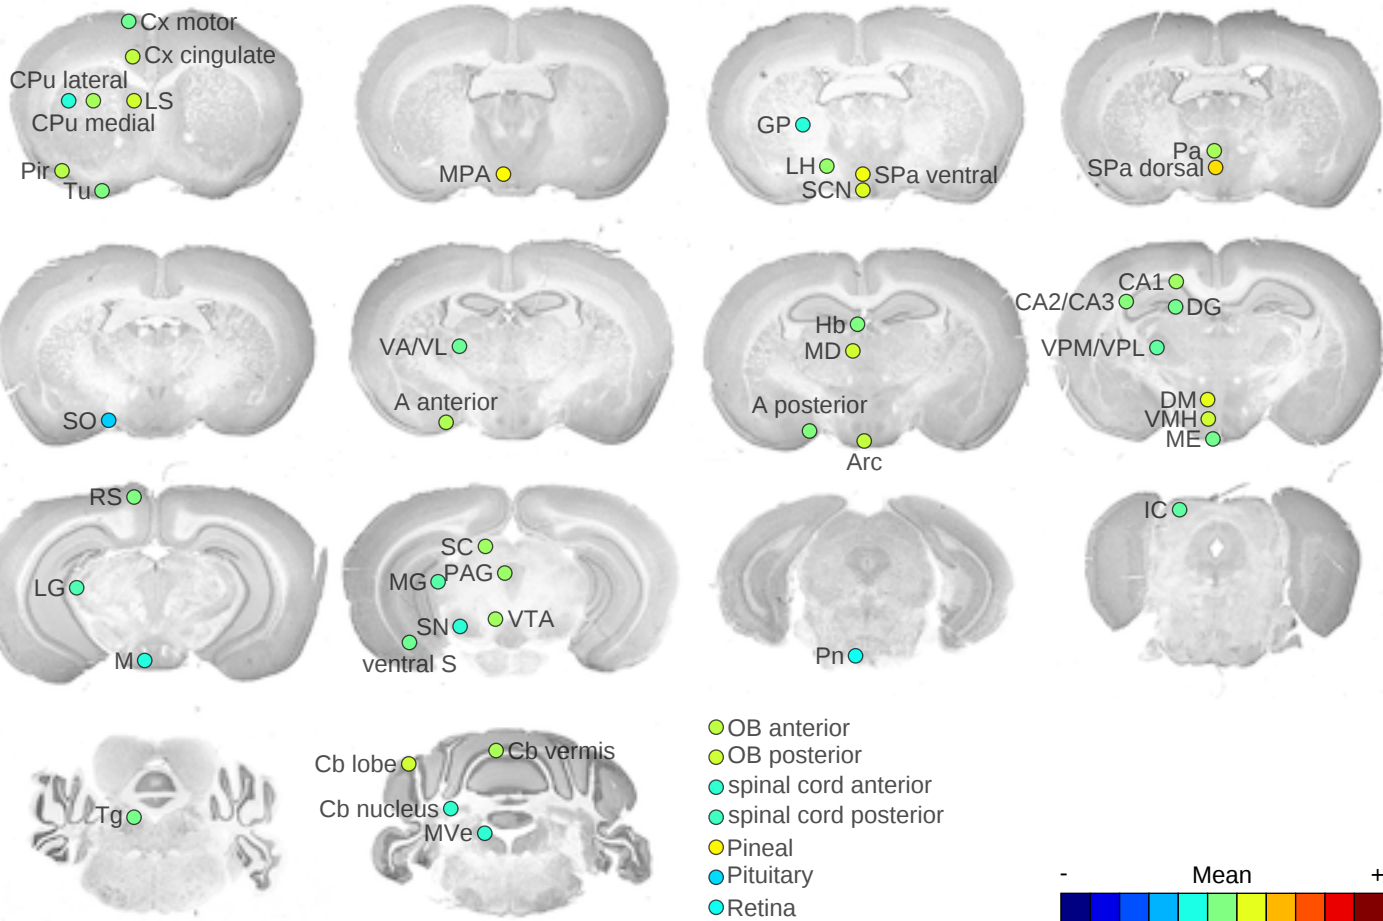 Cx motor
Cx cingulate
CPu lateral
LS
CPu medial
Pir
Tu
MPA
GP
LH
SPa ventral
SCN
Pa
SPa dorsal
SO
VA/VL
A anterior
Hb
MD
A posterior
Arc
CA1
CA2/CA3
DG
VPM/VPL
DM
VMH
ME
RS
LG
M
SC
PAG
MG
VTA
SN
ventral S
Pn
IC
Tg
Cb vermis
Cb lobe
Cb nucleus
MVe
OB anterior
OB posterior
spinal cord anterior
spinal cord posterior
Pineal
Pituitary
Retina
- Mean +